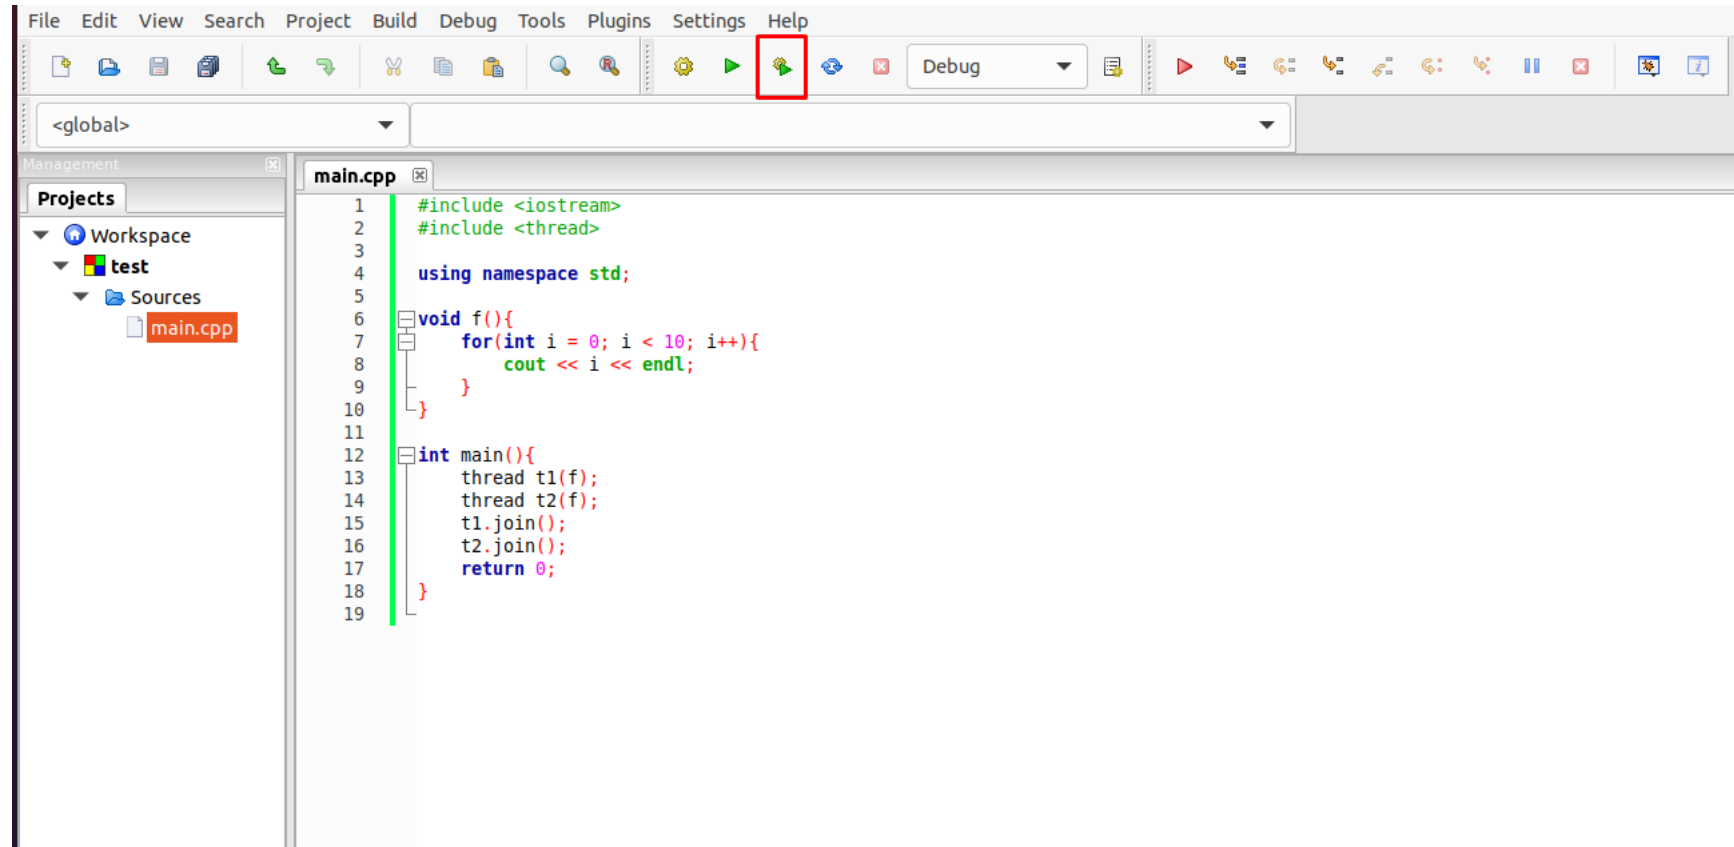 File Edit View Search Project Build Debug Tools Plugins Settings Help
Debug
<global>
Management
Projects
Workspace
test
Sources
main.cpp
main.cpp
1 #include <iostream>
2 #include <thread>
3
4 using namespace std;
5
6 void f(){
7     for(int i = 0; i < 10; i++){
8         cout << i << endl;
9     }
10 }
11
12 int main(){
13     thread t1(f);
14     thread t2(f);
15     t1.join();
16     t2.join();
17     return 0;
18 }
19